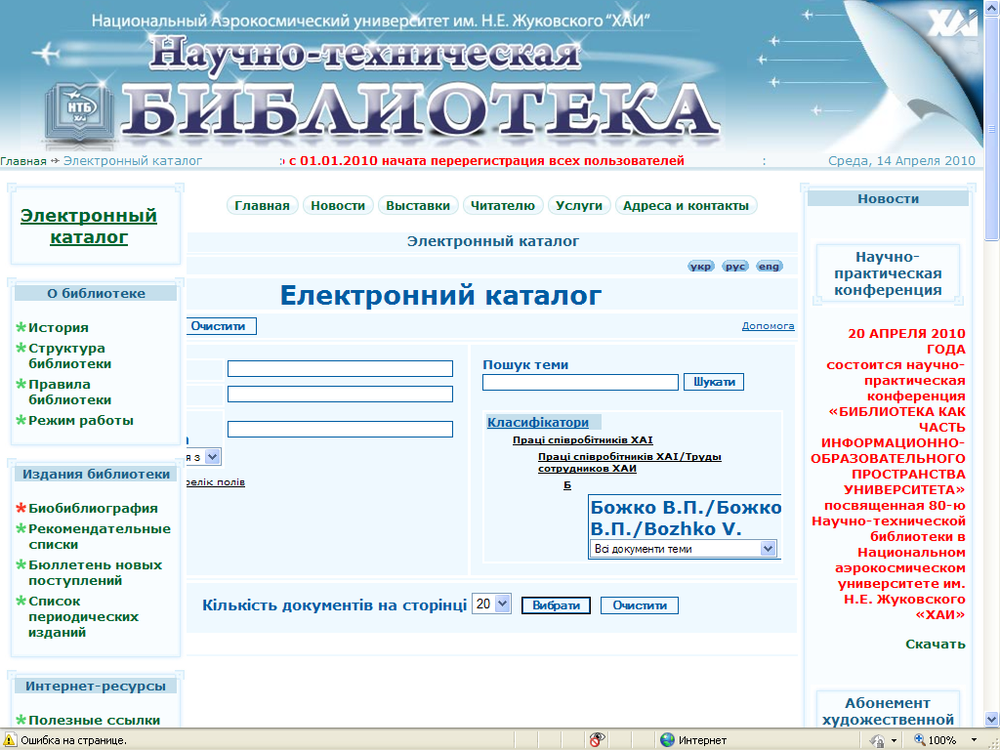 Национальный Аэрокосмический университет им. Н.Е. Жуковского "ХАИ"
ХАИ
Научно-техническая
БИБЛИОТЕКА
НТБ
ХАІ
Главная Электронный каталог
с 01.01.2010 начата перерегистрация всех пользователей
:
Среда, 14 Апреля 2010
Электронный
каталог
О библиотеке
История
Структура
библиотеки
Правила
библиотеки
Режим работы
Издания библиотеки
Биобиблиография
Рекомендательные
списки
Бюллетень новых
поступлений
Список
периодических
изданий
Интернет-ресурсы
Полезные ссылки
Главная Новости Выставки Читателю Услуги Адреса и контакты
Электронный каталог
укр рус eng
Електронний каталог
Очистити
Допомога
я з
релік полів
Пошук теми
Шукати
Класифікатори
Праці співробітників ХАІ
Праці співробітників ХАІ/Труды
сотрудников ХАИ
Б
Божко В.П./Божко
В.П./Bozhko V.
Всі документи теми
Кількість документів на сторінці 20 Вибрати Очистити
Новости
Научно-
практическая
конференция
20 АПРЕЛЯ 2010
ГОДА
состоится научно-
практическая
конференция
«БИБЛИОТЕКА КАК
ЧАСТЬ
ИНФОРМАЦИОННО-
ОБРАЗОВАТЕЛЬНОГО
ПРОСТРАНСТВА
УНИВЕРСИТЕТА»
посвященная 80-ю
Научно-технической
библиотеки в
Национальном
аэрокосмическом
университете им.
Н.Е. Жуковского
«ХАИ»
Скачать
Абонемент
художественной
Ошибка на странице.
Интернет
100%